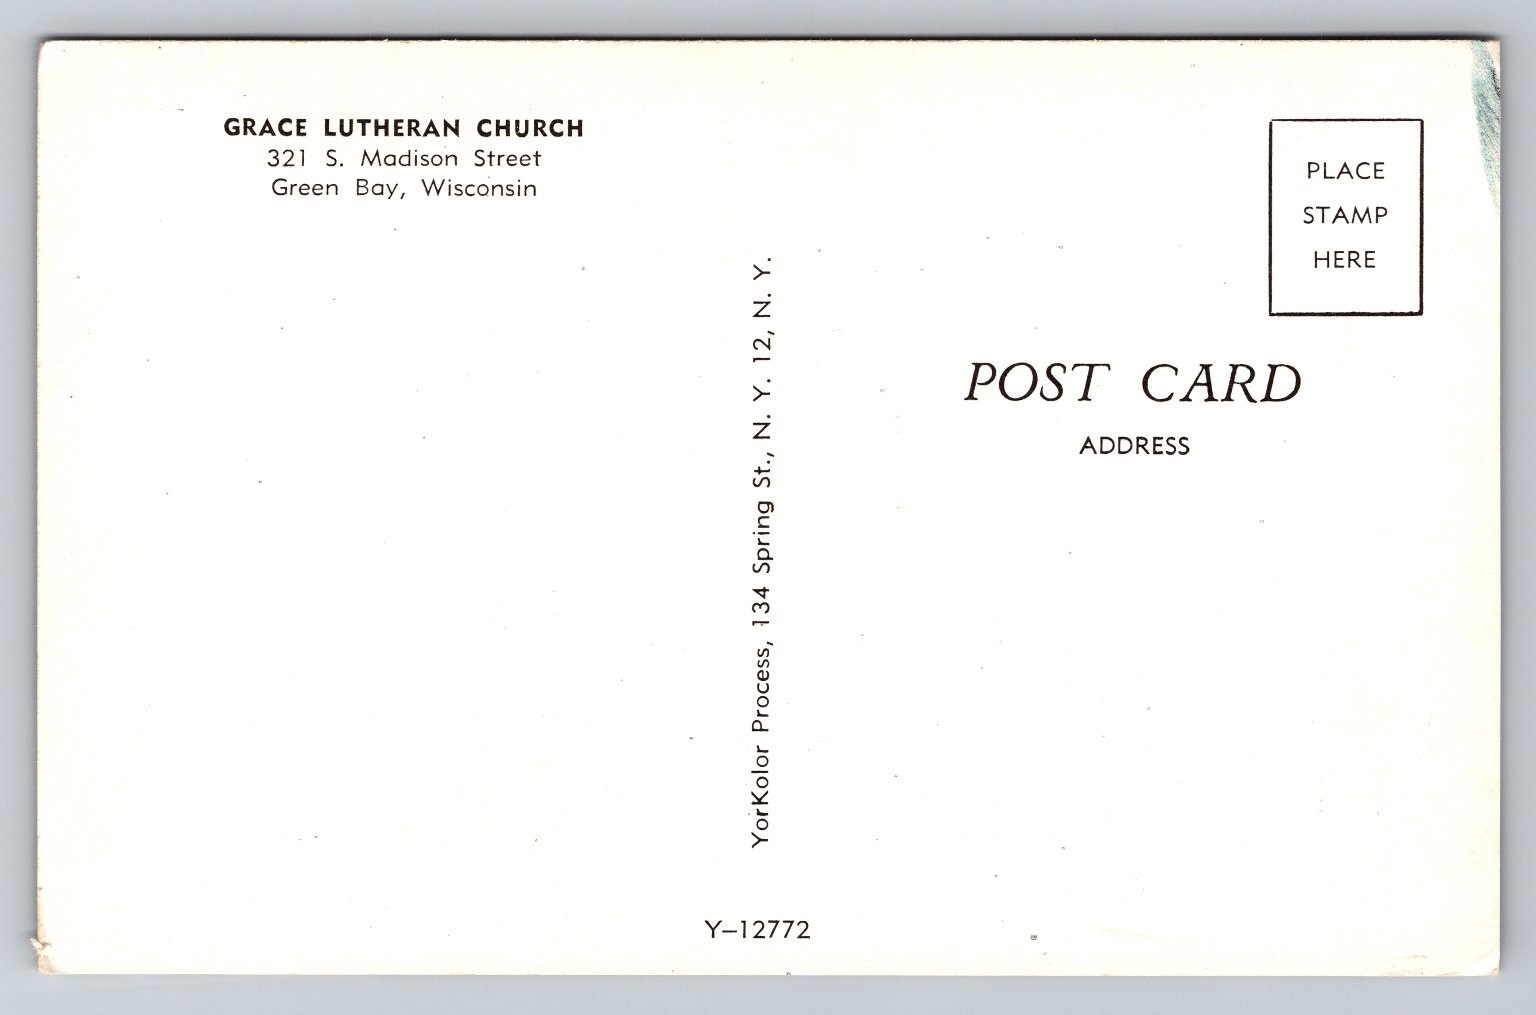 GRACE LUTHERAN CHURCH
321 S. Madison Street
Green Bay, Wisconsin
YorKolor Process, 134 Spring St., N. Y. 12, N. Y.
Y-12772
PLACE
STAMP
HERE
POST CARD
ADDRESS